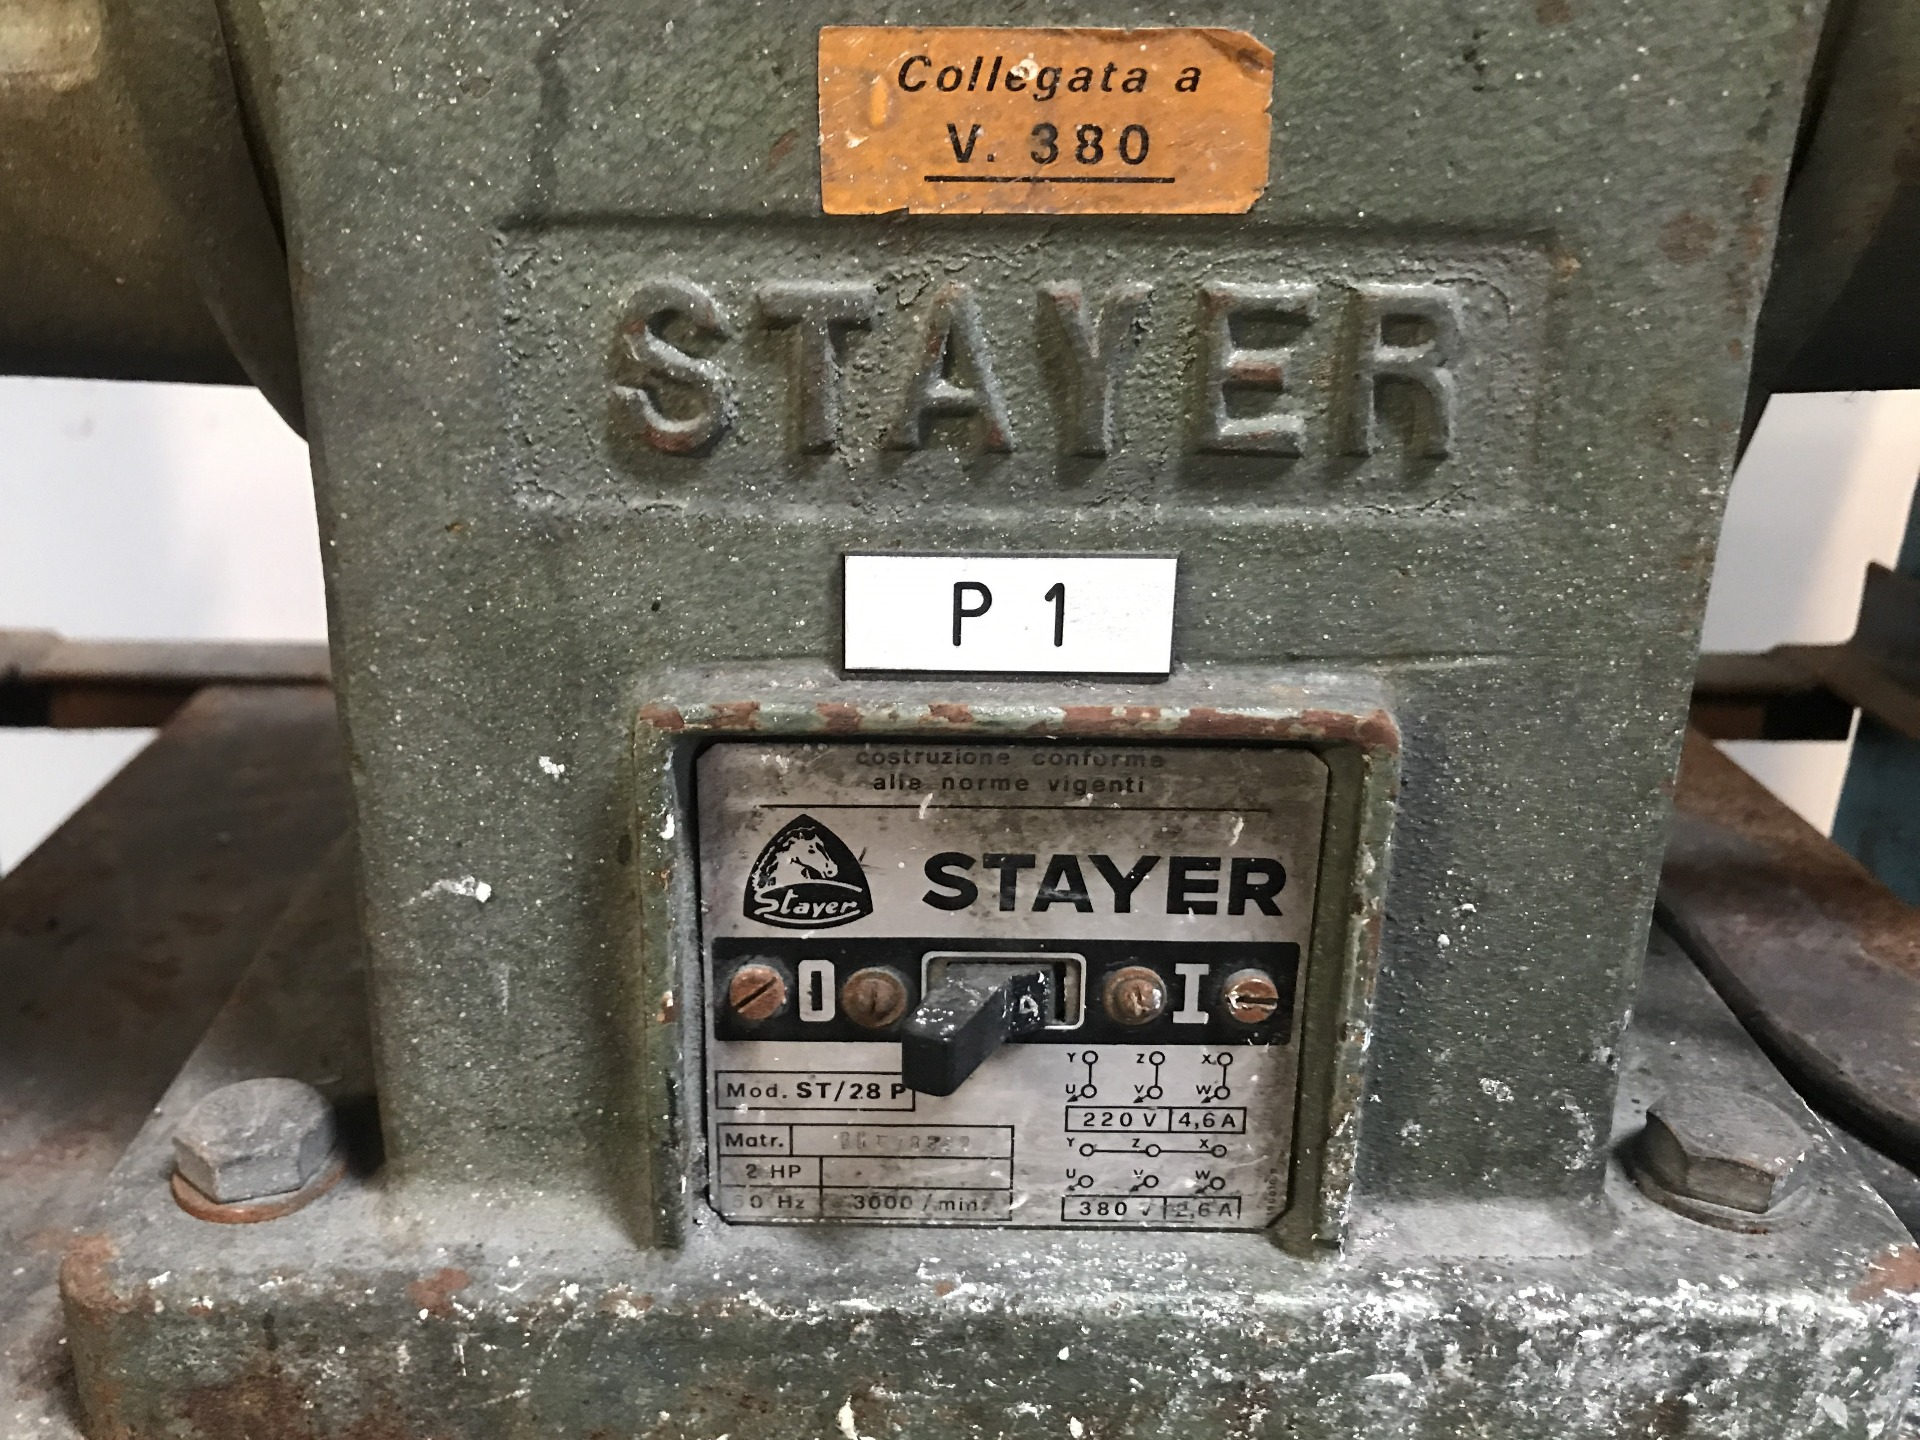 Collegata a
V. 380
STAYER
P 1
costruzione conforme
alle norme vigenti
Stayer
STAYER
0 I
Mod. ST/28 P
Y Z X
U V W
220 V 4,6 A
Matr.
Y Z X
2 HP
U V W
50 Hz 3000/min.
380 V 2,6 A